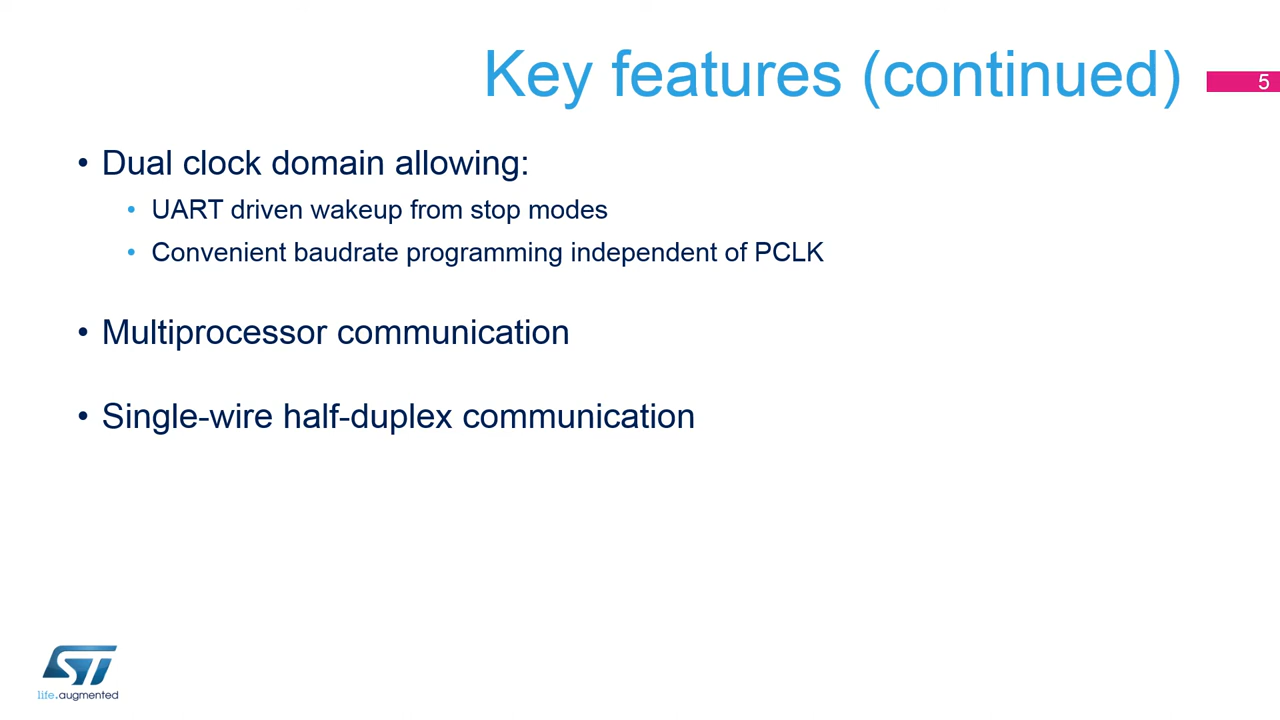 Key features (continued)
5
• Dual clock domain allowing:
• UART driven wakeup from stop modes
• Convenient baudrate programming independent of PCLK
• Multiprocessor communication
• Single-wire half-duplex communication
ST
life.augmented